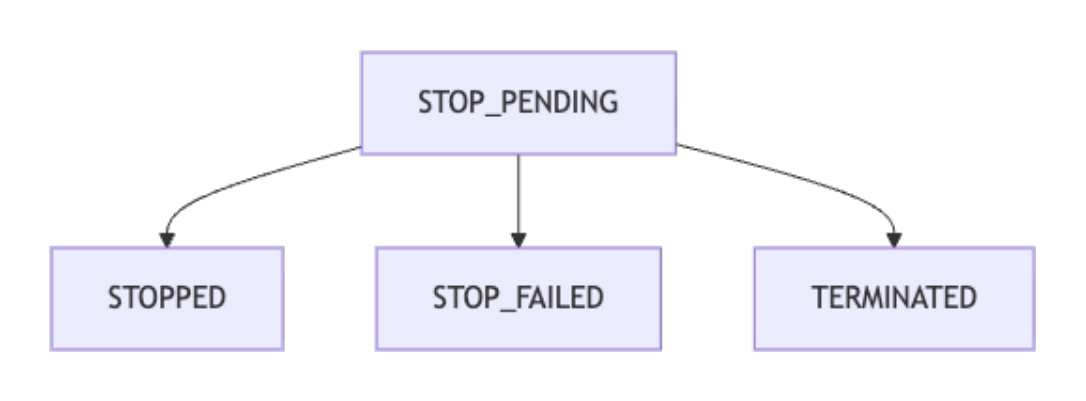 STOP_PENDING
STOPPED
STOP_FAILED
TERMINATED